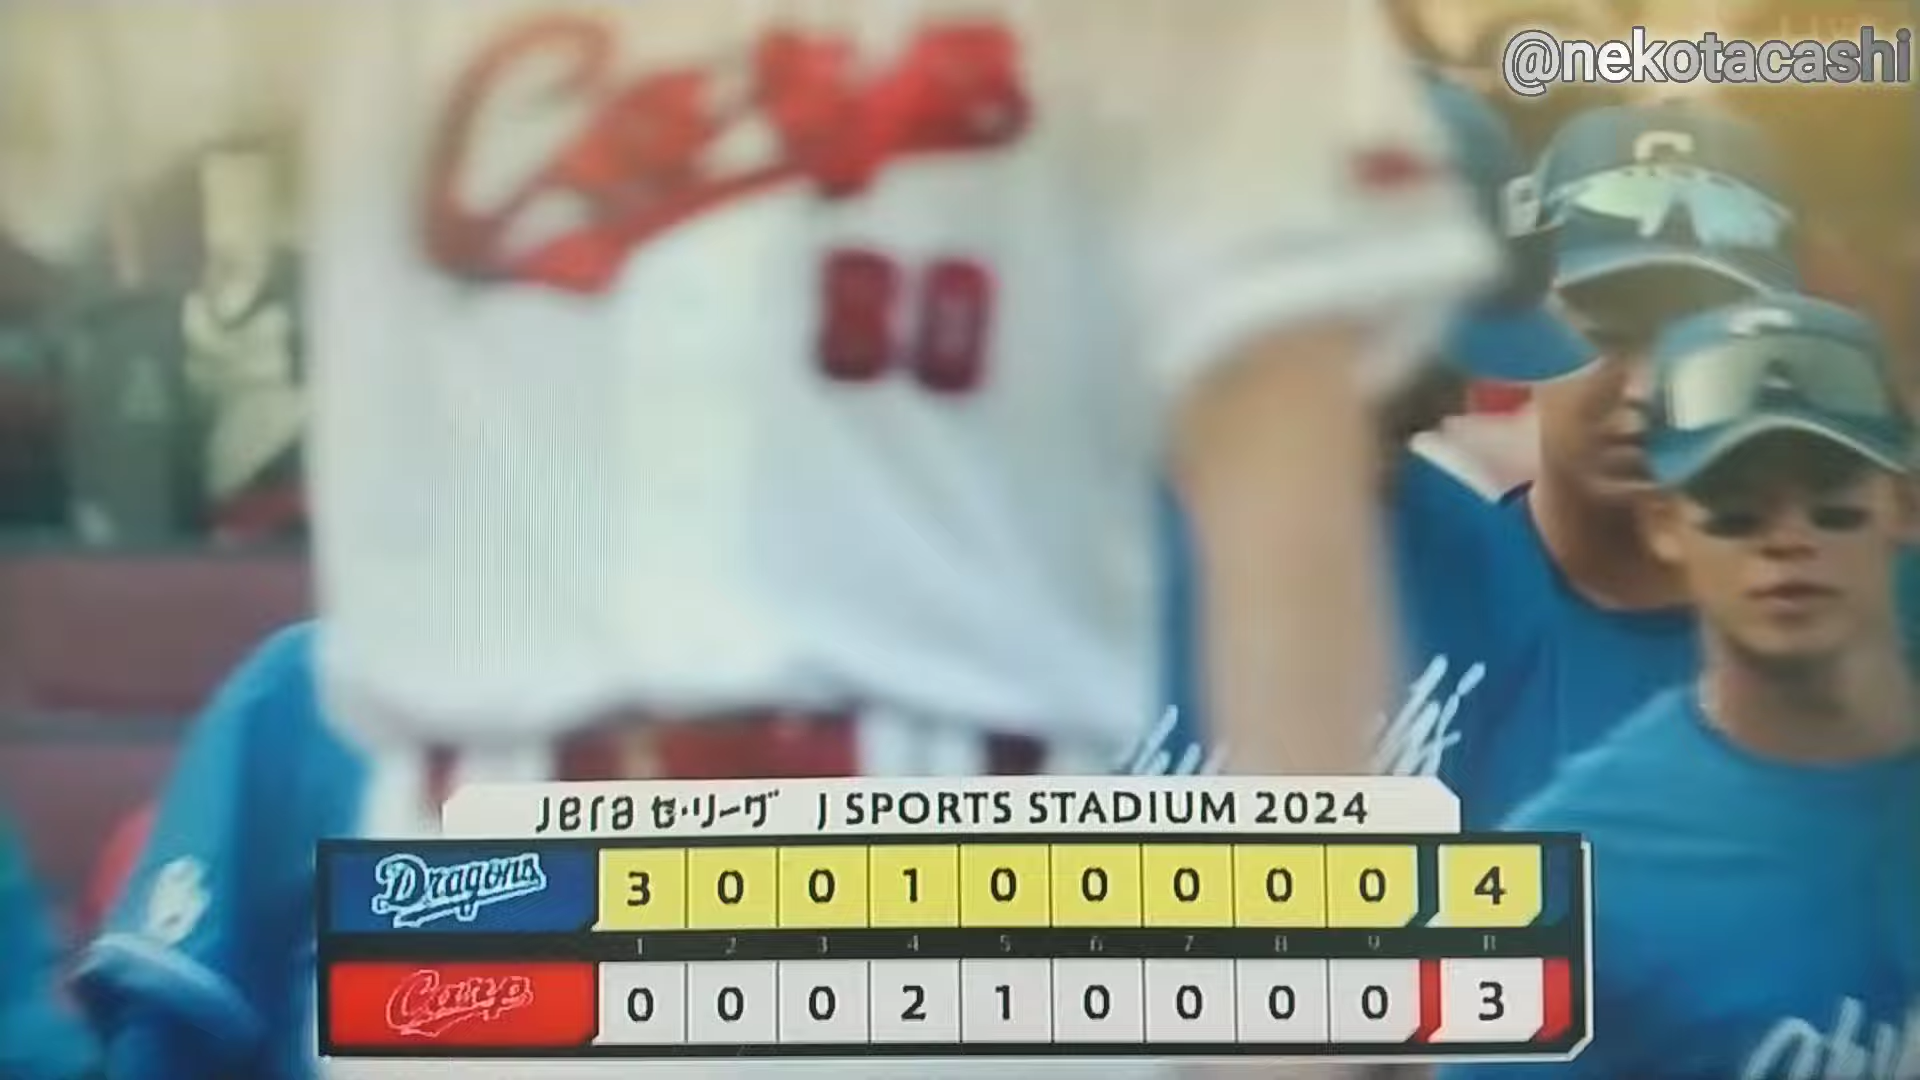 @nekotacashi
Carp
Jera セ・リーグ J SPORTS STADIUM 2024
Dragons 3 0 0 1 0 0 0 0 0 4
1 2 3 4 5 6 7 8 9 R
Carp 0 0 0 2 1 0 0 0 0 3